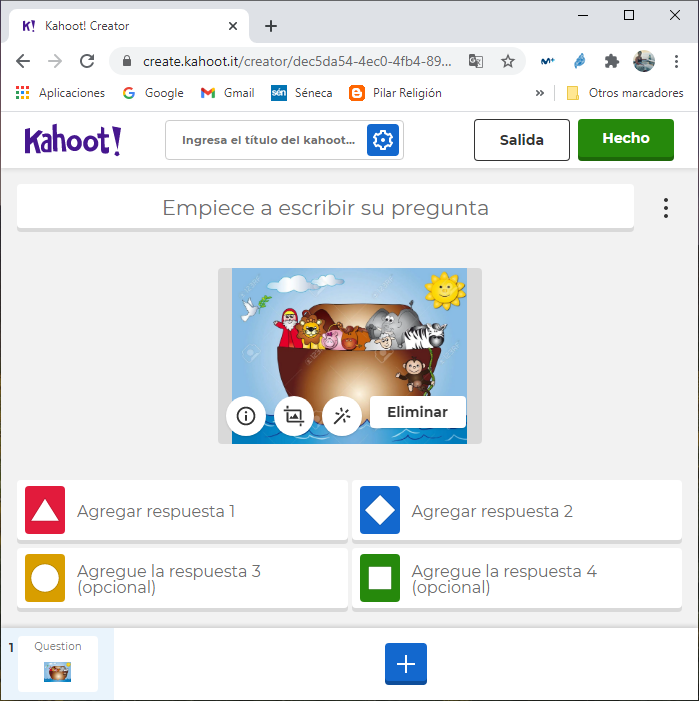 K! Kahoot! Creator
create.kahoot.it/creator/dec5da54-4ec0-4fb4-89...
Aplicaciones Google Gmail sén Séneca Pilar Religión » Otros marcadores
Kahoot! Ingresa el título del kahoot... Salida Hecho
Empiece a escribir su pregunta
Eliminar
Agregar respuesta 1
Agregar respuesta 2
Agregue la respuesta 3
(opcional)
Agregue la respuesta 4
(opcional)
1 Question